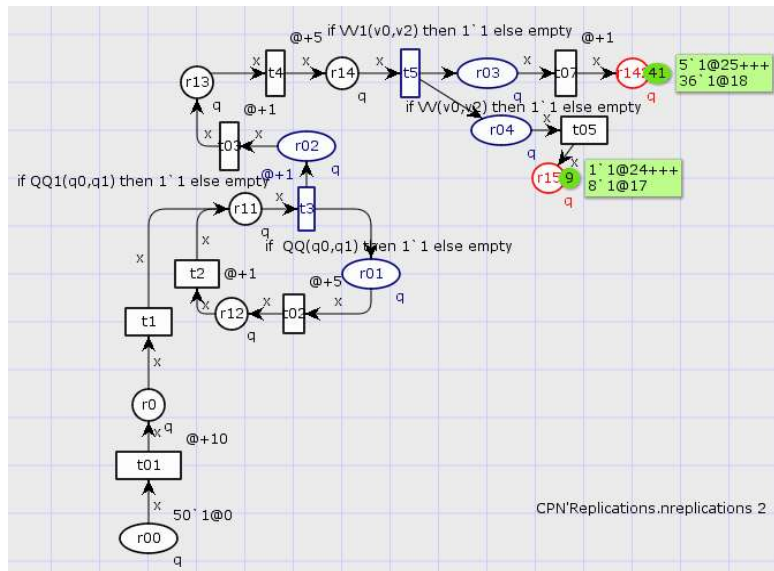 @+5
if VV1(v0,v2) then 1`1 else empty
@+1
r13
x
t4
x
r14
x
t5
r03
x
t07
x
r14
41
5`1@25+++
36`1@18
q
q
q
q
@+1
if VV(v0,v2) then 1`1 else empty
x
t03
x
r02
q
r04
x
t05
q
x
r15
9
1`1@24+++
8`1@17
q
@+1
if QQ1(q0,q1) then 1`1 else empty
r11
x
t3
q
x
x
if QQ(q0,q1) then 1`1 else empty
t2
@+1
@+5
r01
q
x
r12
x
t02
x
q
t1
x
r0
q
x
@+10
t01
x
50`1@0
r00
q
CPN'Replications.nreplications 2